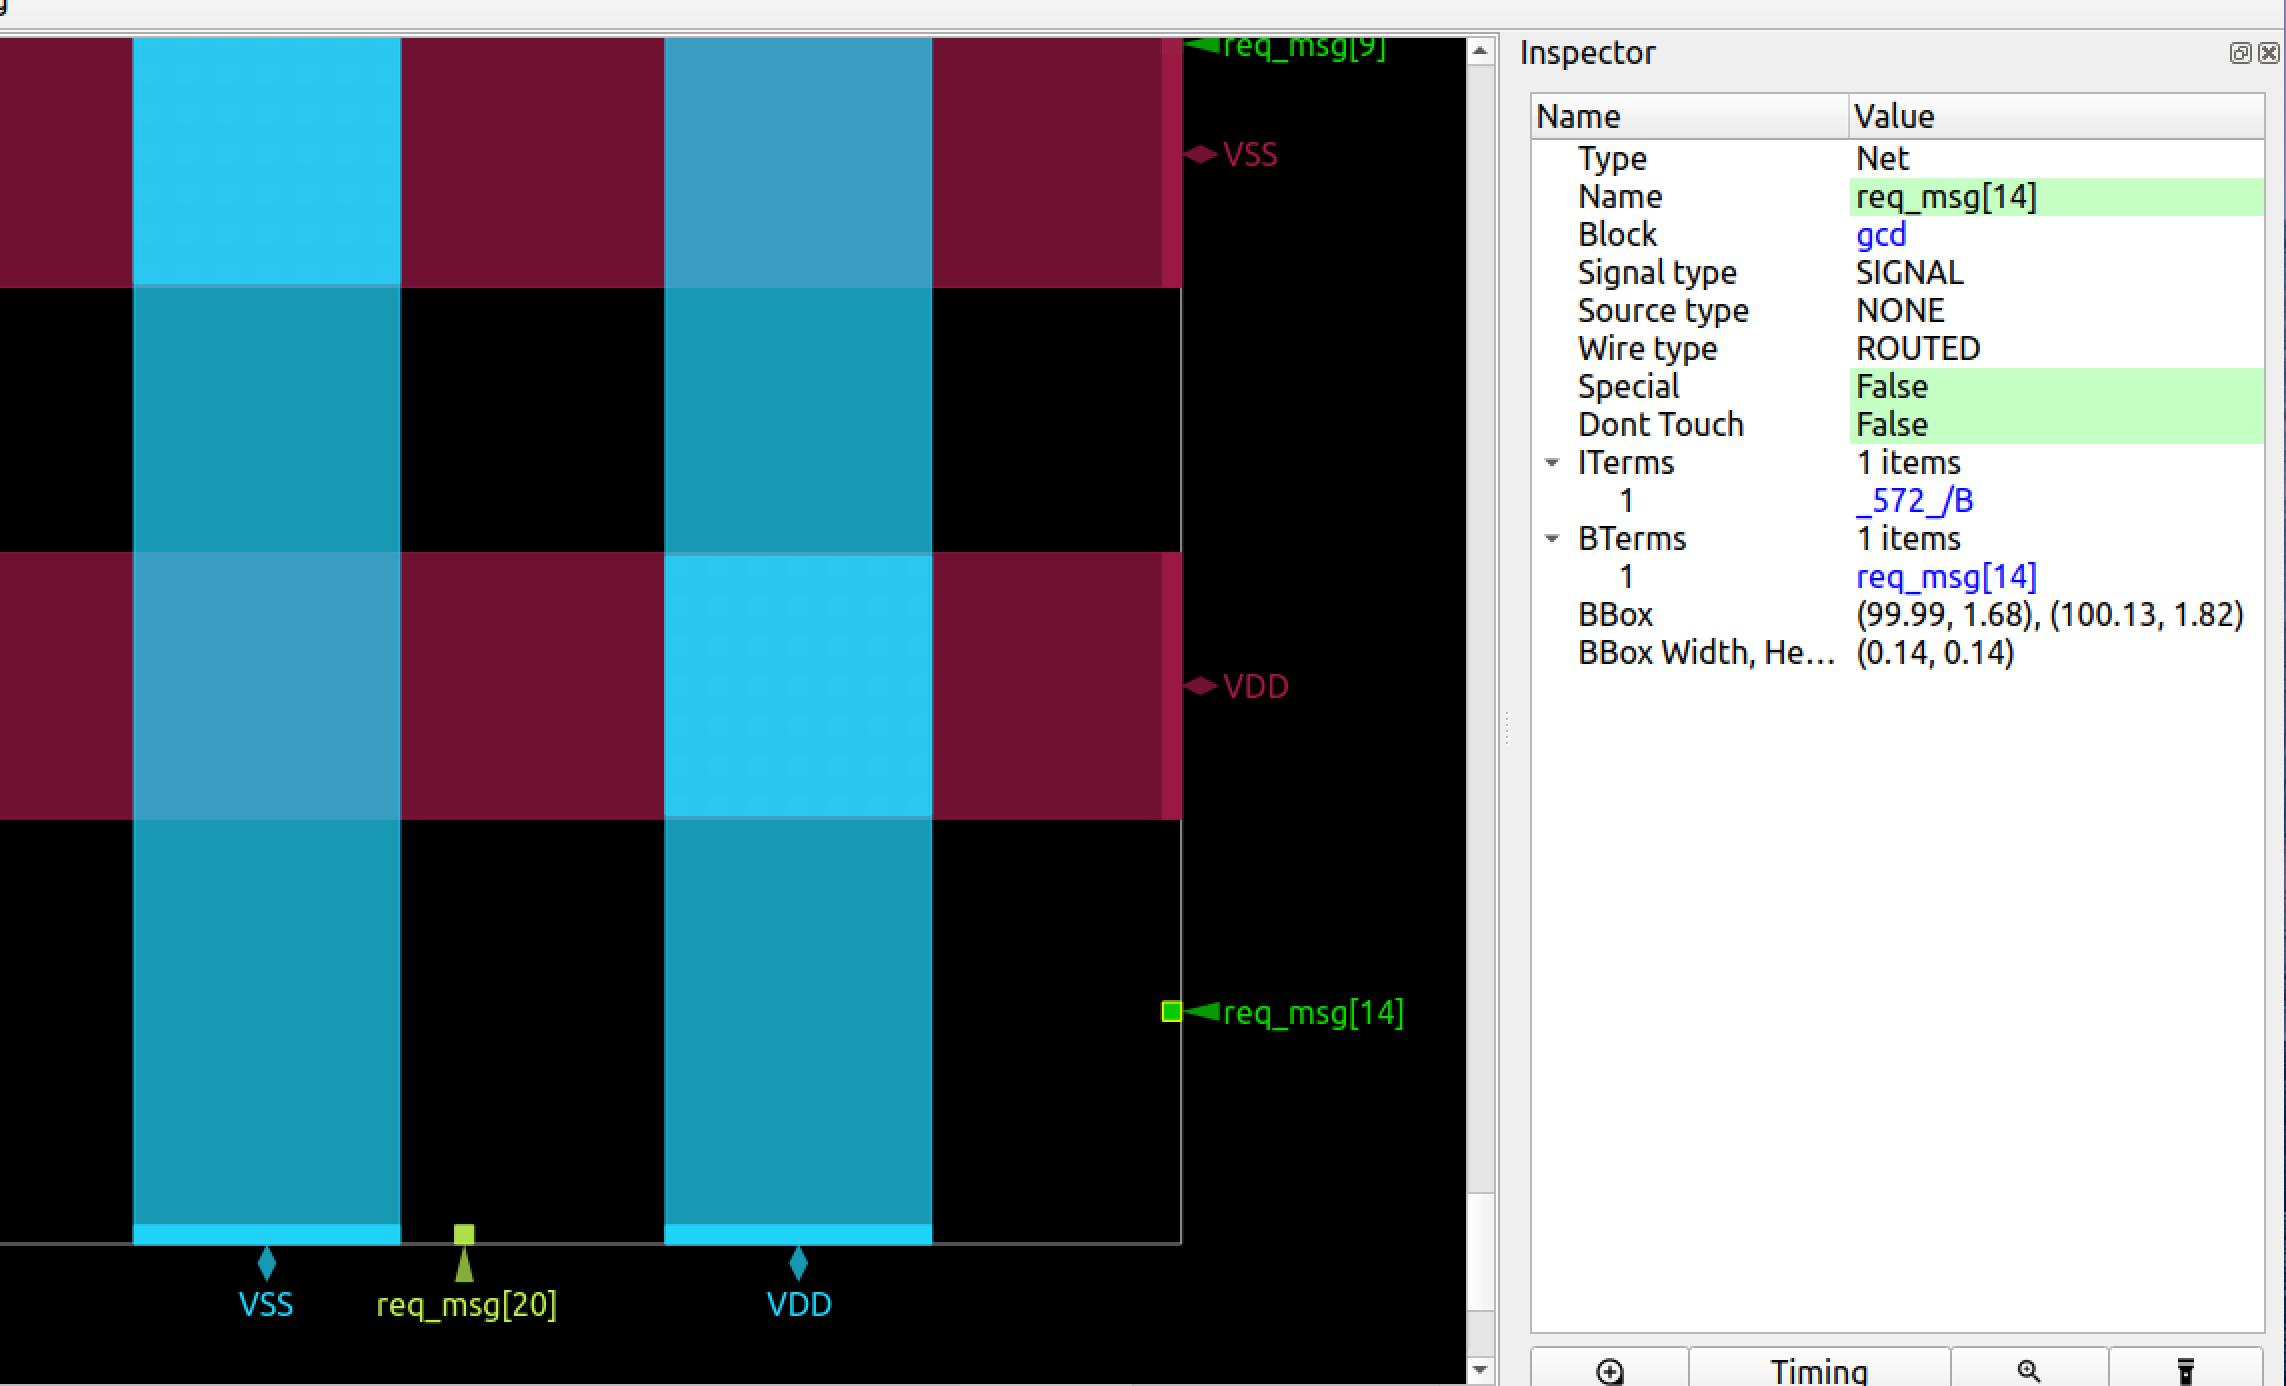 req_msg[9]
VSS
VDD
req_msg[14]
VSS
req_msg[20]
VDD
Inspector
Name Value
Type Net
Name req_msg[14]
Block gcd
Signal type SIGNAL
Source type NONE
Wire type ROUTED
Special False
Dont Touch False
ITerms 1 items
1 _572_/B
BTerms 1 items
1 req_msg[14]
BBox (99.99, 1.68), (100.13, 1.82)
BBox Width, He... (0.14, 0.14)
Timing